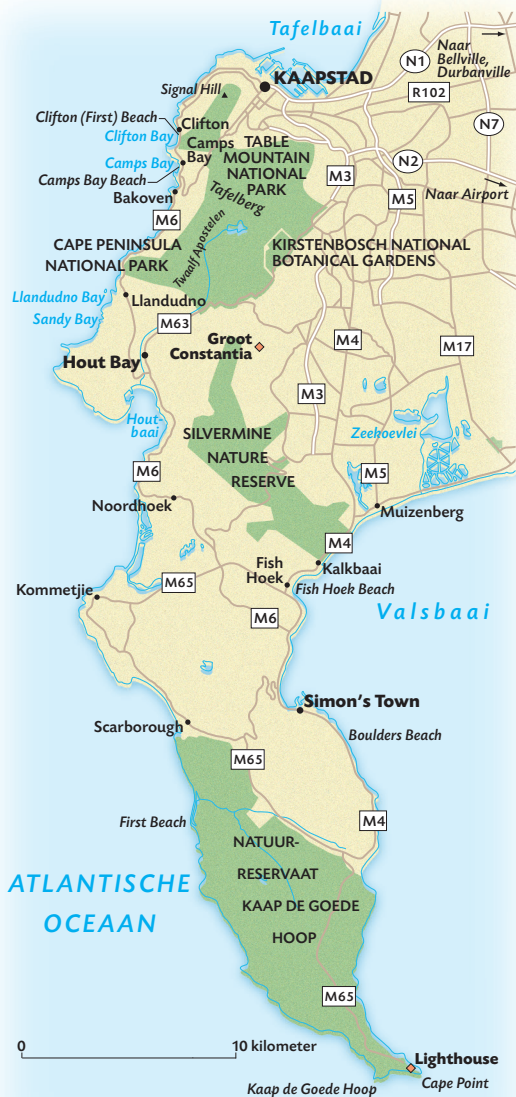 Tafelbaai
Naar
Bellville,
Durbanville
N1
KAAPSTAD
Signal Hill
R102
Clifton (First) Beach
Clifton
N7
Clifton Bay
Camps
Bay
TABLE
MOUNTAIN
NATIONAL
PARK
Camps Bay
N2
Camps Bay Beach
M3
Naar Airport
Bakoven
Tafelberg
M5
M6
Twaalf Apostelen
CAPE PENINSULA
NATIONAL PARK
KIRSTENBOSCH NATIONAL
BOTANICAL GARDENS
Llandudno Bay
Llandudno
Sandy Bay
M63
Groot
Constantia
M4
M17
Hout Bay
M3
Hout-
baai
SILVERMINE
NATURE
RESERVE
Zeekoevlei
M6
M5
Noordhoek
Muizenberg
M4
Fish
Hoek
Kalkbaai
M65
Fish Hoek Beach
Kommetjie
M6
Valsbaai
Simon's Town
Scarborough
Boulders Beach
M65
First Beach
M4
NATUUR-
RESERVAAT
KAAP DE GOEDE
HOOP
ATLANTISCHE
OCEAAN
M65
0 10 kilometer
Lighthouse
Cape Point
Kaap de Goede Hoop